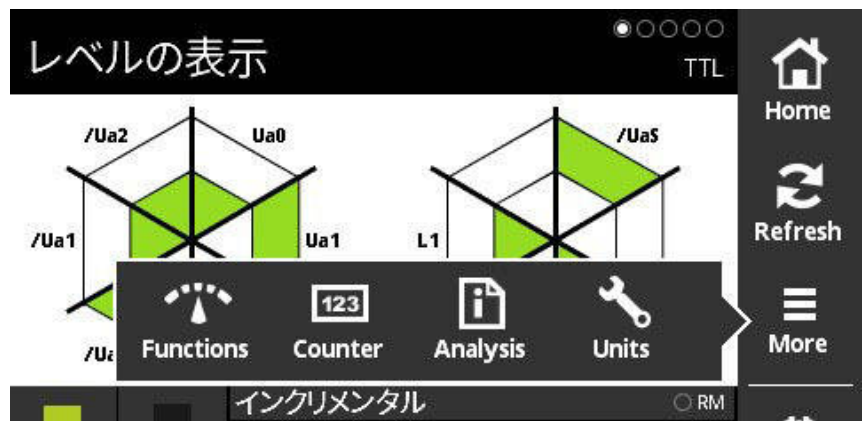 レベルの表示
TTL
Home
/Ua2
Ua0
/UaS
Refresh
/Ua1
Ua1
L1
123
Functions
Counter
Analysis
Units
More
インクリメンタル
RM